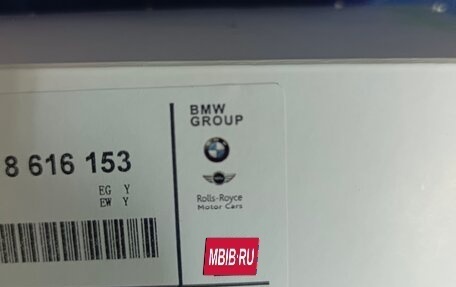 BMW
GROUP
8 616 153
EG Y
EW Y
Rolls-Royce
Motor Cars
MBIB.RU